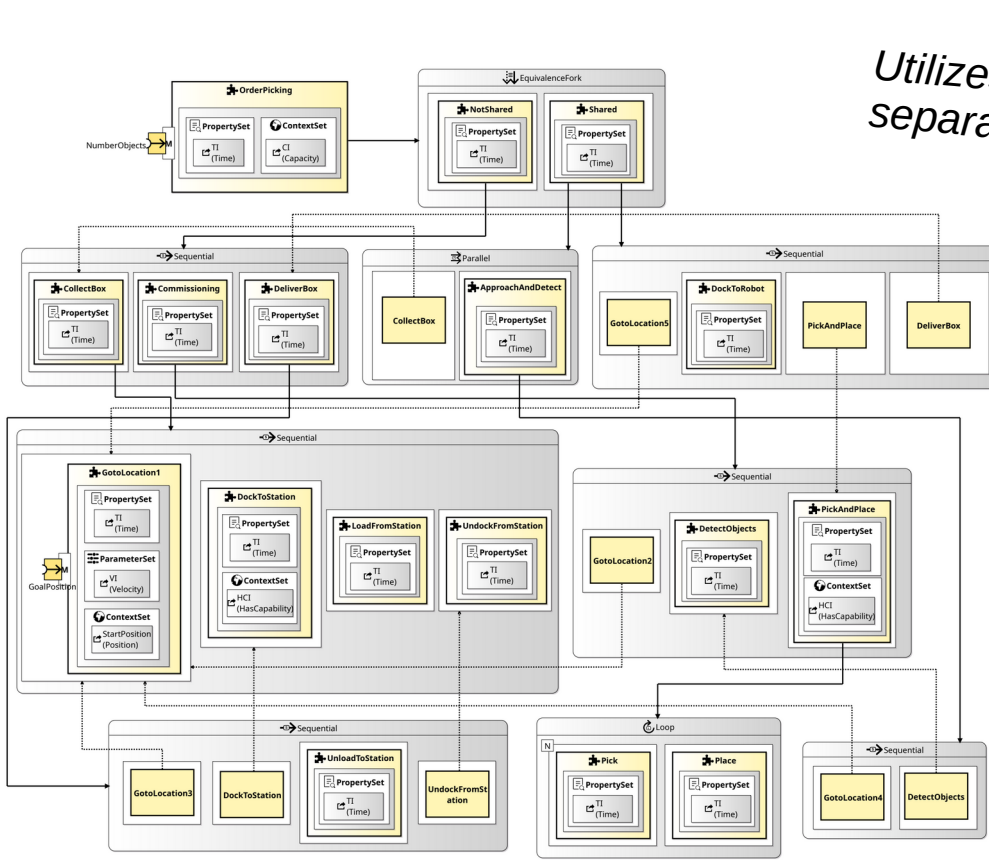 Utilize
separa
EquivalenceFork
OrderPicking
PropertySet
TI
(Time)
ContextSet
CI
(Capacity)
NumberObjects
M
NotShared
PropertySet
TI
(Time)
Shared
PropertySet
TI
(Time)
Sequential
CollectBox
PropertySet
TI
(Time)
Commissioning
PropertySet
TI
(Time)
DeliverBox
PropertySet
TI
(Time)
Parallel
CollectBox
ApproachAndDetect
PropertySet
TI
(Time)
Sequential
GotoLocation5
DockToRobot
PropertySet
TI
(Time)
PickAndPlace
DeliverBox
Sequential
GotoLocation1
PropertySet
TI
(Time)
ParameterSet
VI
(Velocity)
ContextSet
StartPosition
(Position)
M
GoalPosition
DockToStation
PropertySet
TI
(Time)
ContextSet
HCI
(HasCapability)
LoadFromStation
PropertySet
TI
(Time)
UndockFromStation
PropertySet
TI
(Time)
Sequential
GotoLocation2
DetectObjects
PropertySet
TI
(Time)
PickAndPlace
PropertySet
TI
(Time)
ContextSet
HCI
(HasCapability)
Sequential
GotoLocation3
DockToStation
UnloadToStation
PropertySet
TI
(Time)
UndockFromSt
ation
Loop
N
Pick
PropertySet
TI
(Time)
Place
PropertySet
TI
(Time)
Sequential
GotoLocation4
DetectObjects